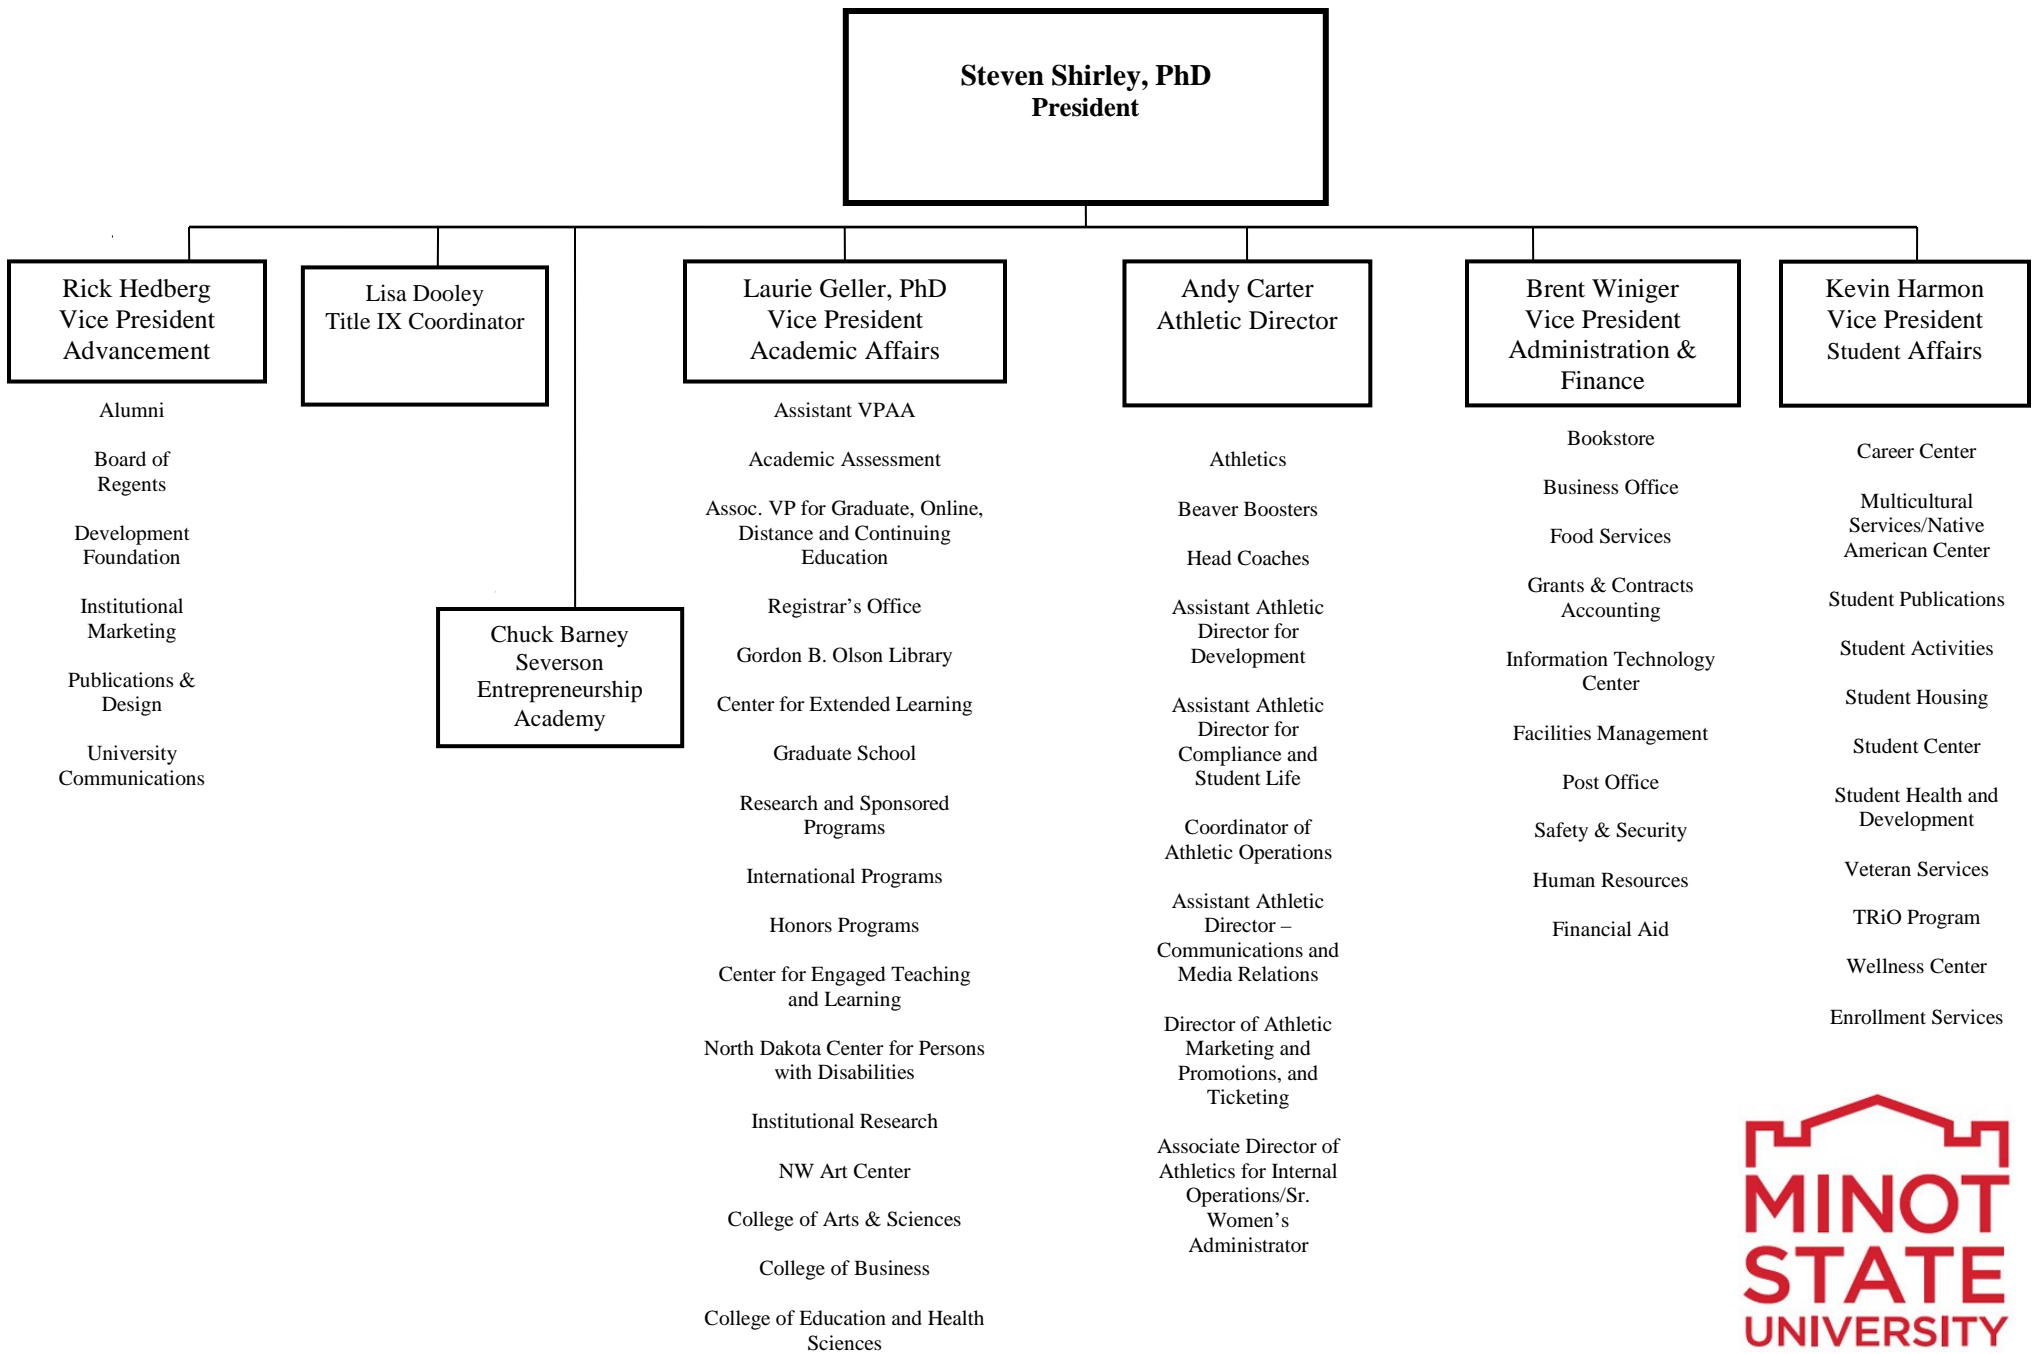 Steven Shirley, PhD
President
Rick Hedberg
Vice President
Advancement
Alumni
Board of
Regents
Development
Foundation
Institutional
Marketing
Publications &
Design
University
Communications
Lisa Dooley
Title IX Coordinator
Chuck Barney
Severson
Entrepreneurship
Academy
Laurie Geller, PhD
Vice President
Academic Affairs
Assistant VPAA
Academic Assessment
Assoc. VP for Graduate, Online,
Distance and Continuing
Education
Registrar’s Office
Gordon B. Olson Library
Center for Extended Learning
Graduate School
Research and Sponsored
Programs
International Programs
Honors Programs
Center for Engaged Teaching
and Learning
North Dakota Center for Persons
with Disabilities
Institutional Research
NW Art Center
College of Arts & Sciences
College of Business
College of Education and Health
Sciences
Andy Carter
Athletic Director
Athletics
Beaver Boosters
Head Coaches
Assistant Athletic
Director for
Development
Assistant Athletic
Director for
Compliance and
Student Life
Coordinator of
Athletic Operations
Assistant Athletic
Director –
Communications and
Media Relations
Director of Athletic
Marketing and
Promotions, and
Ticketing
Associate Director of
Athletics for Internal
Operations/Sr.
Women’s
Administrator
Brent Winiger
Vice President
Administration &
Finance
Bookstore
Business Office
Food Services
Grants & Contracts
Accounting
Information Technology
Center
Facilities Management
Post Office
Safety & Security
Human Resources
Financial Aid
Kevin Harmon
Vice President
Student Affairs
Career Center
Multicultural
Services/Native
American Center
Student Publications
Student Activities
Student Housing
Student Center
Student Health and
Development
Veteran Services
TRiO Program
Wellness Center
Enrollment Services
MINOT
STATE
UNIVERSITY